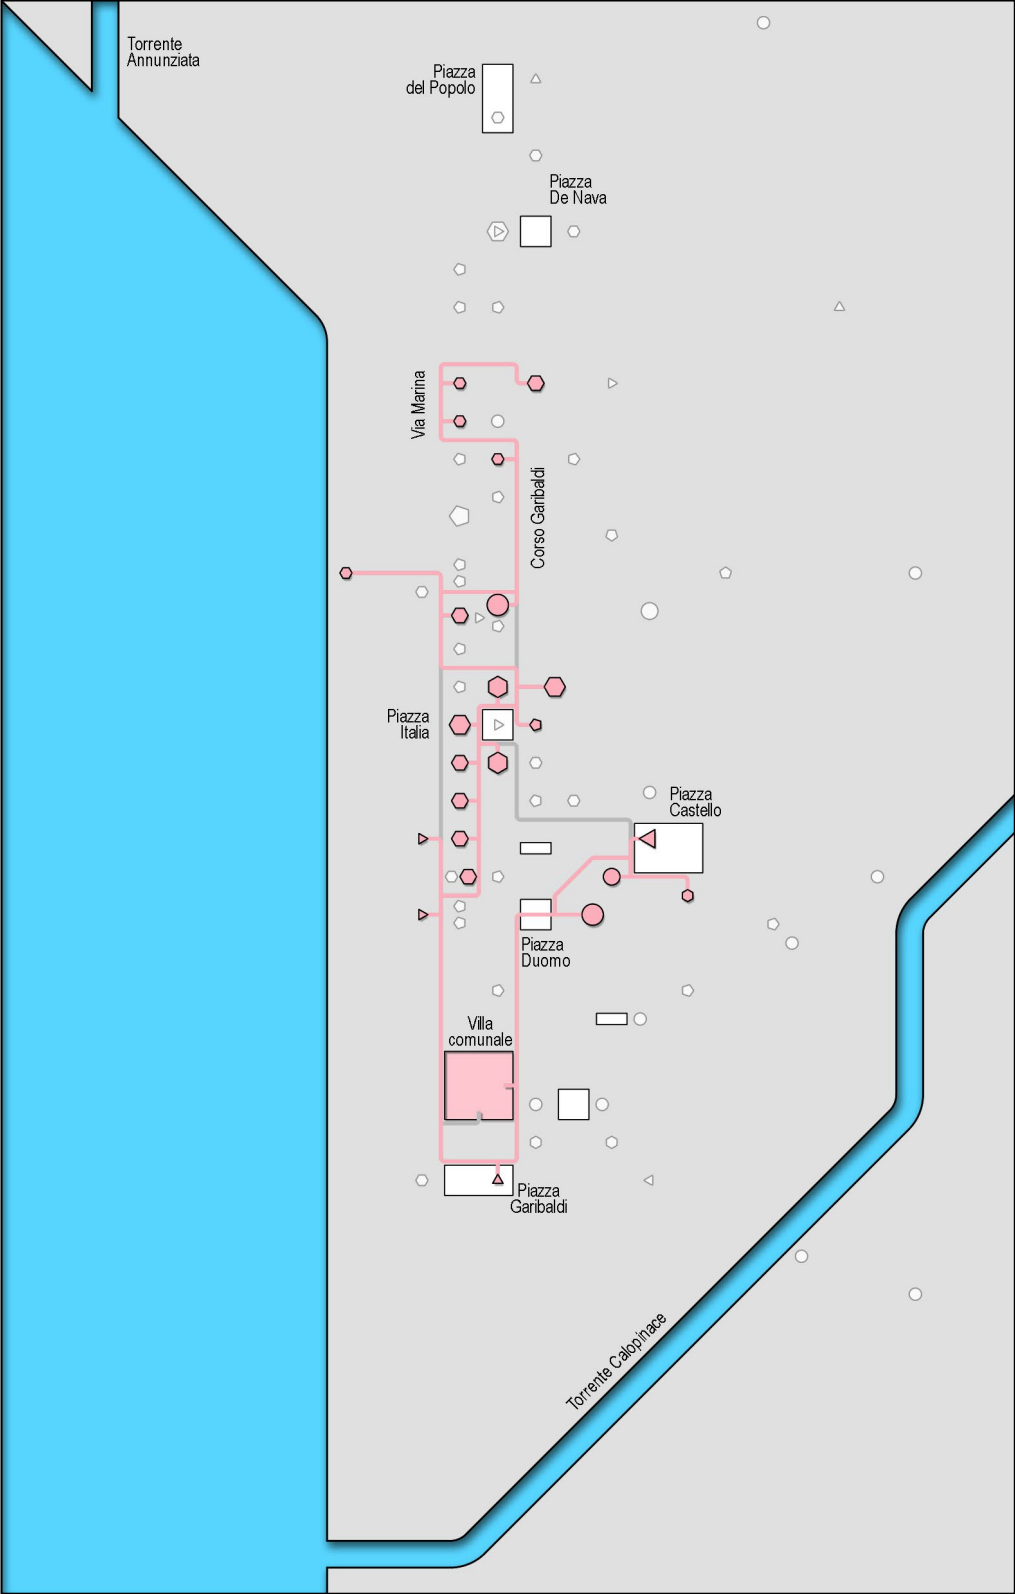 Torrente
Annunziata
Piazza
del Popolo
Piazza
De Nava
Via Marina
Corso Garibaldi
Piazza
Italia
Piazza
Castello
Piazza
Duomo
Villa
comunale
Piazza
Garibaldi
Torrente Calopinace